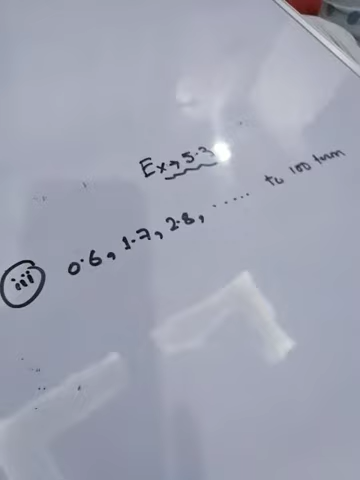 Ex→5.3
iii 0.6, 1.7, 2.8, ..... to 100 term